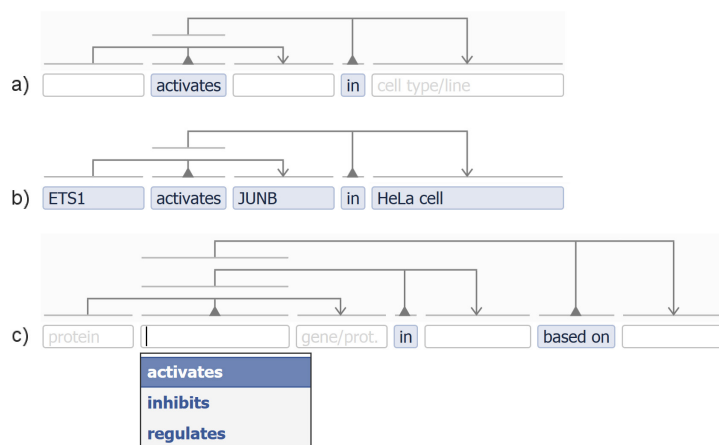 a) activates in cell type/line
b) ETS1 activates JUNB in HeLa cell
c) protein gene/prot. in based on
activates
inhibits
regulates